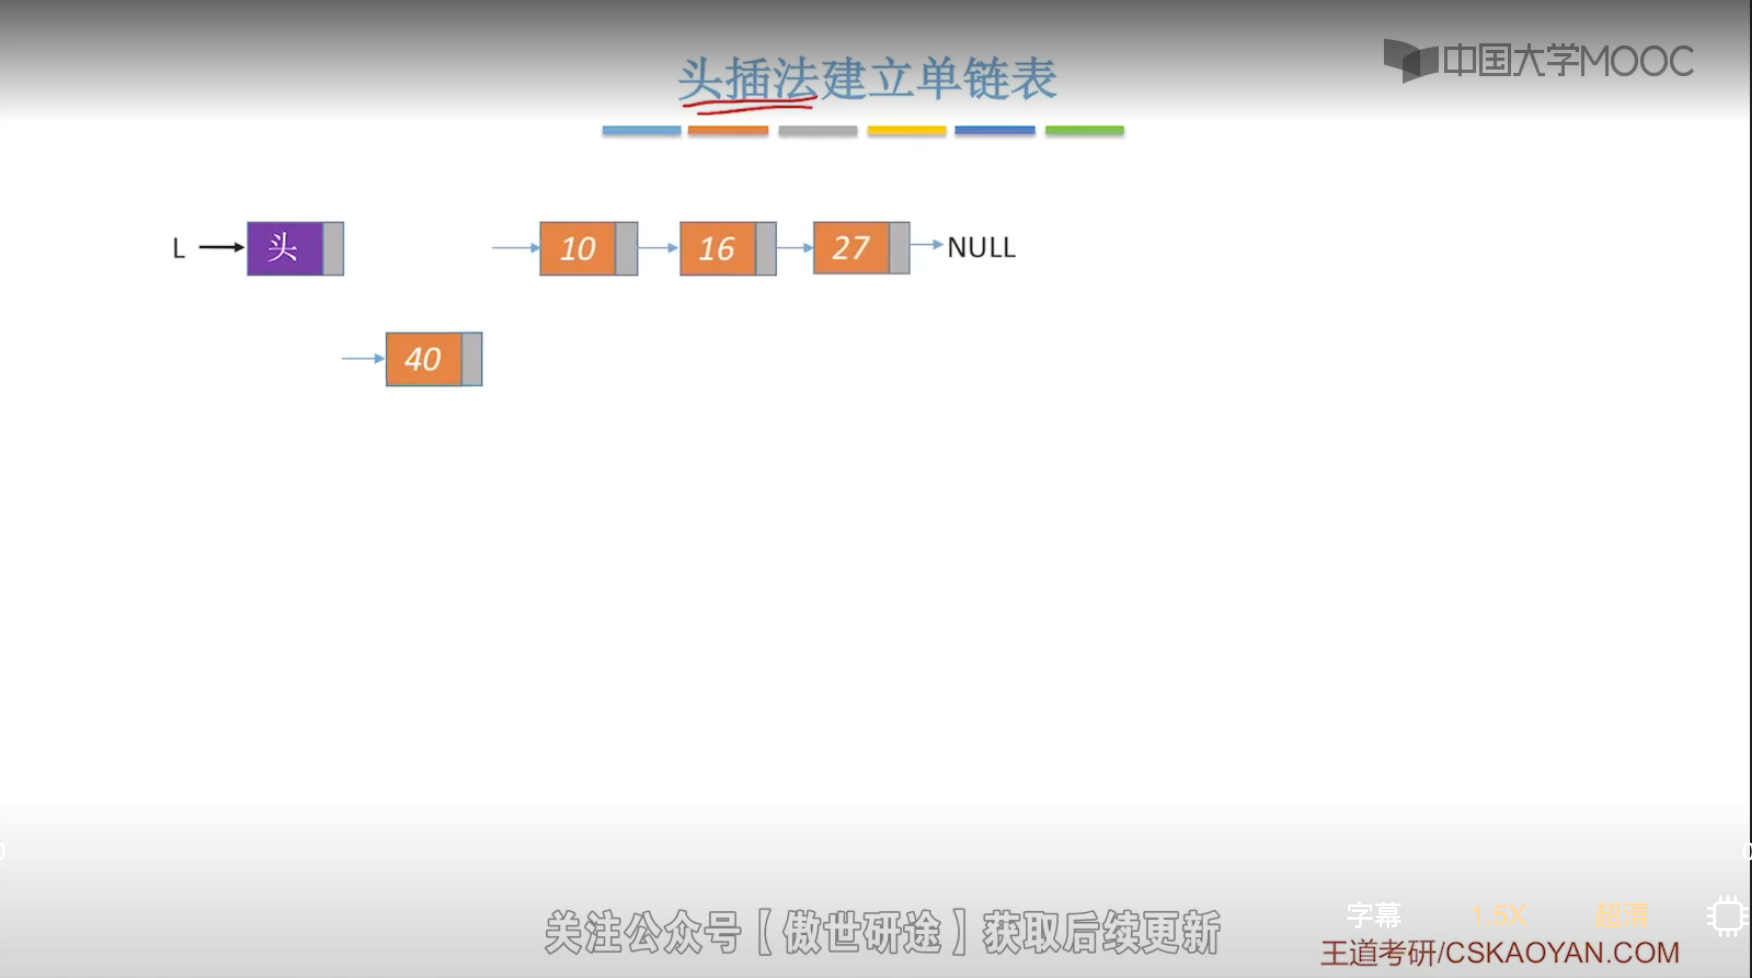 中国大学MOOC
头插法建立单链表
L 头 10 16 27 NULL
40
关注公众号【傲世研途】获取后续更新
字幕 1.5X 超清
王道考研/CSKAOYAN.COM